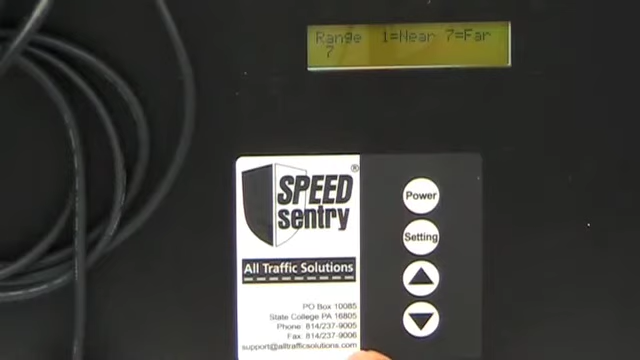 Range 1=Near 7=Far
7
SPEED®
sentry
All Traffic Solutions
PO Box 10085
State College PA 16805
Phone: 814/237-9005
Fax: 814/237-9006
support@alltrafficsolutions.com
Power
Setting